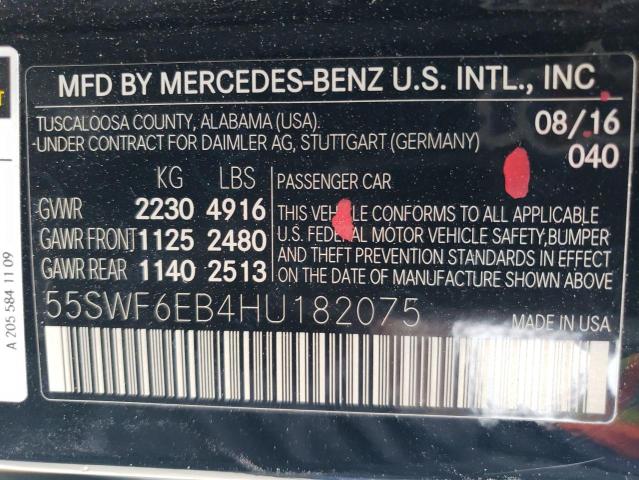 MFD BY MERCEDES-BENZ U.S. INTL., INC
TUSCALOOSA COUNTY, ALABAMA (USA).
-UNDER CONTRACT FOR DAIMLER AG, STUTTGART (GERMANY)
08/16
040
KG LBS
PASSENGER CAR
GVWR 2230 4916
GAWR FRONT 1125 2480
GAWR REAR 1140 2513
THIS VEHICLE CONFORMS TO ALL APPLICABLE
U.S. FEDERAL MOTOR VEHICLE SAFETY, BUMPER
AND THEFT PREVENTION STANDARDS IN EFFECT
ON THE DATE OF MANUFACTURE SHOWN ABOVE.
55SWF6EB4HU182075
MADE IN USA
A 205 584 11 09